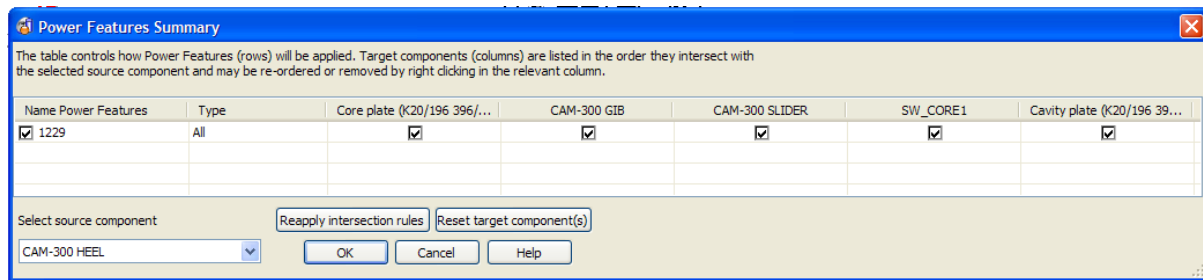 Power Features Summary
The table controls how Power Features (rows) will be applied. Target components (columns) are listed in the order they intersect with
the selected source component and may be re-ordered or removed by right clicking in the relevant column.
Name Power Features Type Core plate (K20/196 396/... CAM-300 GIB CAM-300 SLIDER SW_CORE1 Cavity plate (K20/196 39...
1229 All
Select source component Reapply intersection rules Reset target component(s)
CAM-300 HEEL OK Cancel Help